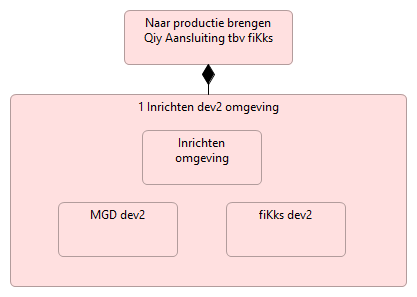 Naar productie brengen
Qiy Aansluiting tbv fiKks
1 Inrichten dev2 omgeving
Inrichten
omgeving
MGD dev2
fiKks dev2